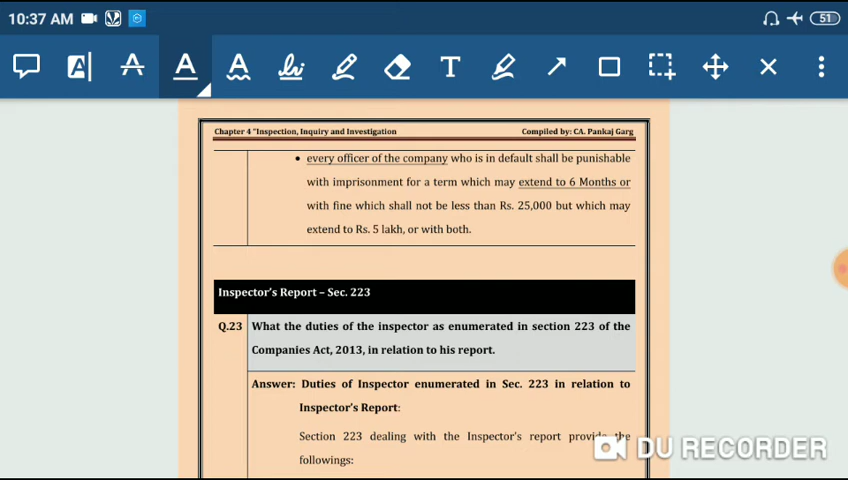 10:37 AM
51
A
A
A
A
T
Chapter 4 "Inspection, Inquiry and Investigation
Compiled by: CA. Pankaj Garg
• every officer of the company who is in default shall be punishable
with imprisonment for a term which may extend to 6 Months or
with fine which shall not be less than Rs. 25,000 but which may
extend to Rs. 5 lakh, or with both.
Inspector's Report – Sec. 223
Q.23 What the duties of the inspector as enumerated in section 223 of the
Companies Act, 2013, in relation to his report.
Answer: Duties of Inspector enumerated in Sec. 223 in relation to
Inspector's Report:
Section 223 dealing with the Inspector's report provide the
followings:
DU RECORDER